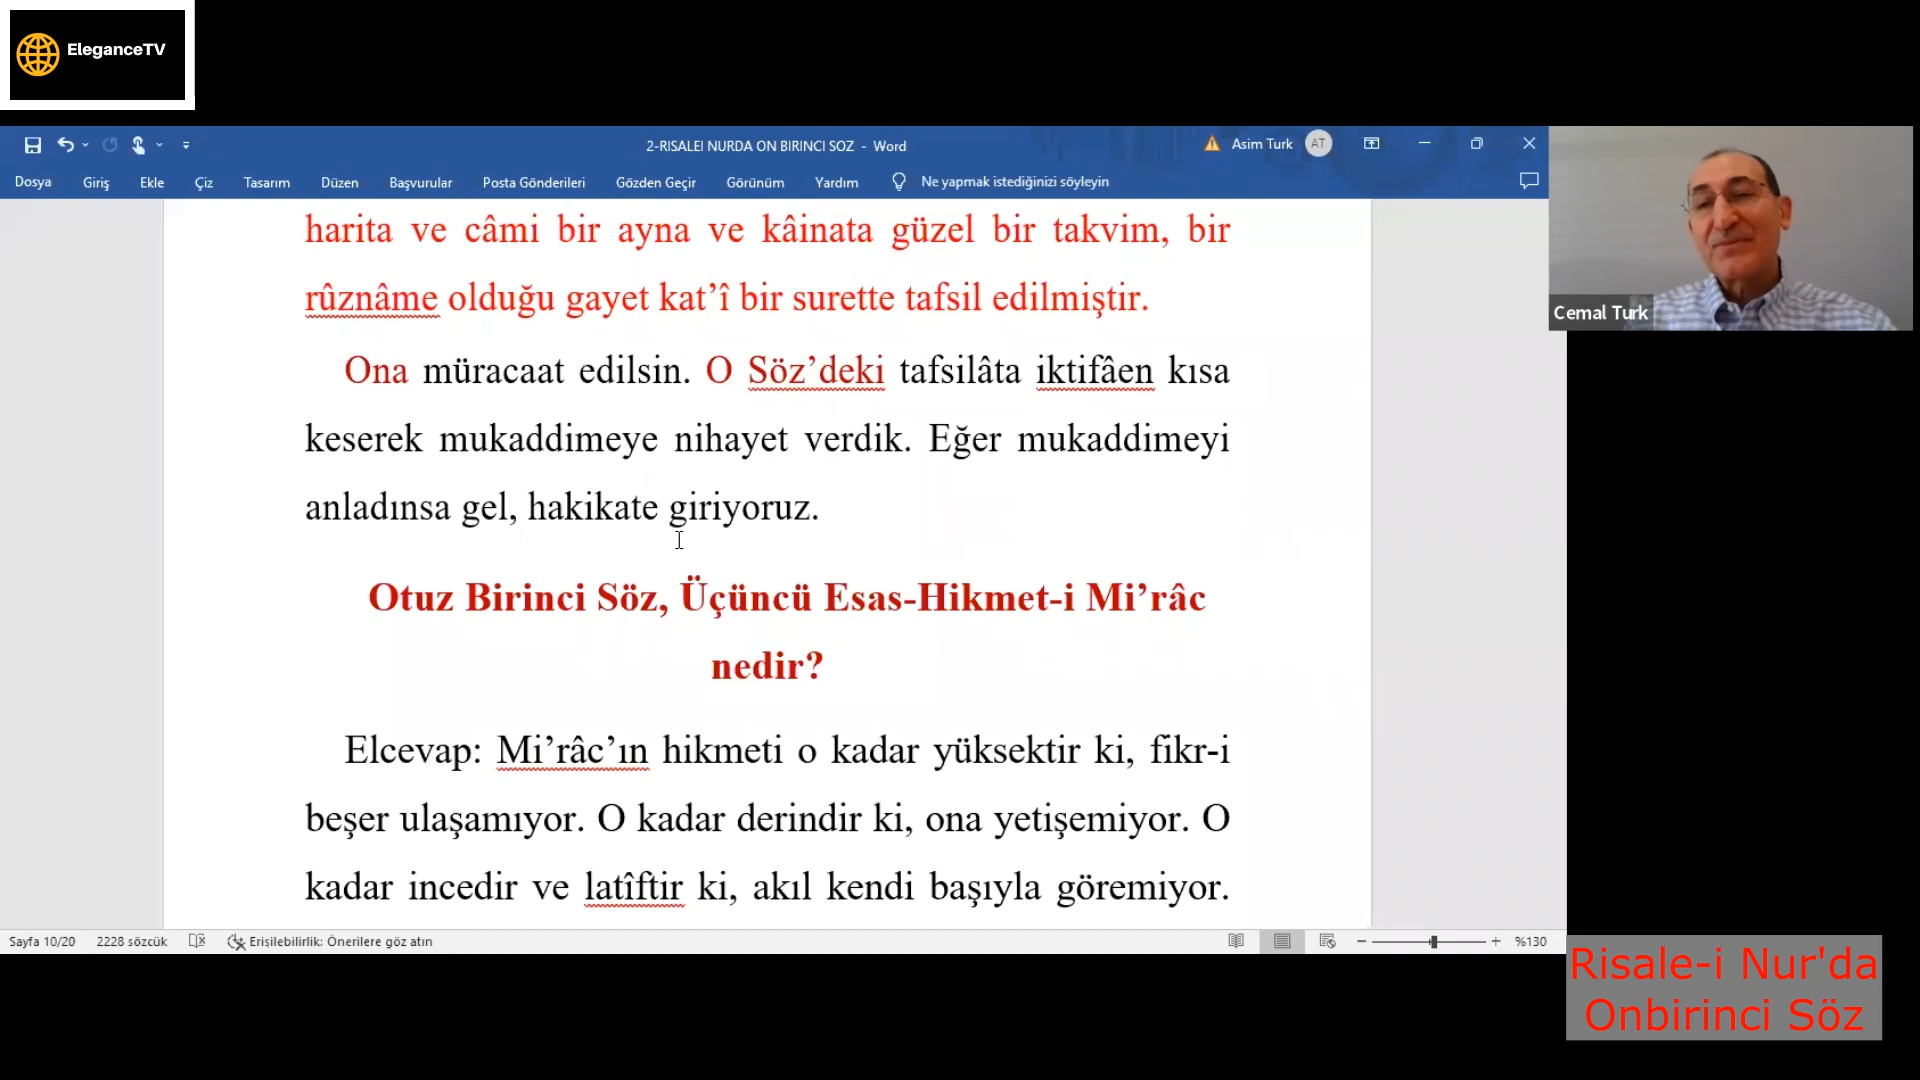 EleganceTV
2-RISALEI NURDA ON BIRINCI SOZ - Word
Asim Turk AT
Dosya Giriş Ekle Çiz Tasarım Düzen Başvurular Posta Gönderileri Gözden Geçir Görünüm Yardım Ne yapmak istediğinizi söyleyin
harita ve câmi bir ayna ve kâinata güzel bir takvim, bir
rûznâme olduğu gayet kat’î bir surette tafsil edilmiştir.
Ona müracaat edilsin. O Söz’deki tafsilâta iktifâen kısa
keserek mukaddimeye nihayet verdik. Eğer mukaddimeyi
anladınsa gel, hakikate giriyoruz.
Otuz Birinci Söz, Üçüncü Esas-Hikmet-i Mi’râc
nedir?
Elcevap: Mi’râc’ın hikmeti o kadar yüksektir ki, fikr-i
beşer ulaşamıyor. O kadar derindir ki, ona yetişemiyor. O
kadar incedir ve latîftir ki, akıl kendi başıyla göremiyor.
Cemal Turk
Sayfa 10/20 2228 sözcük Erişilebilirlik: Önerilere göz atın %130
Risale-i Nur'da
Onbirinci Söz